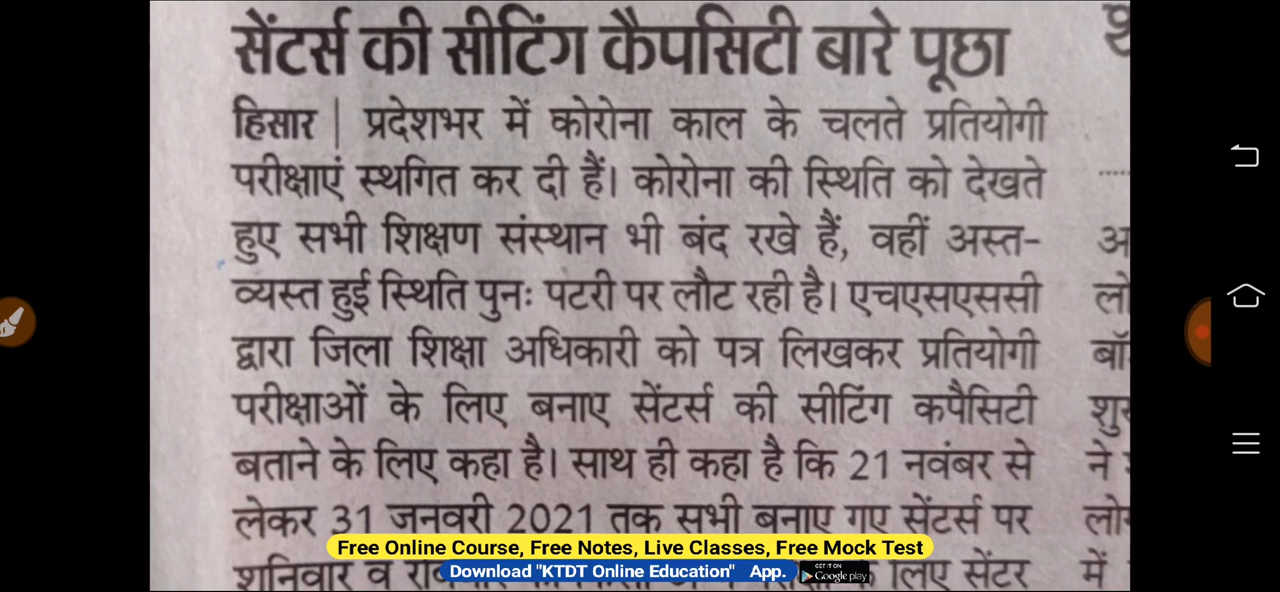 सेंटर्स की सीटिंग कैपसिटी बारे पूछा
हिसार | प्रदेशभर में कोरोना काल के चलते प्रतियोगी
परीक्षाएं स्थगित कर दी हैं। कोरोना की स्थिति को देखते
हुए सभी शिक्षण संस्थान भी बंद रखे हैं, वहीं अस्त-
व्यस्त हुई स्थिति पुनः पटरी पर लौट रही है। एचएसएससी
द्वारा जिला शिक्षा अधिकारी को पत्र लिखकर प्रतियोगी
परीक्षाओं के लिए बनाए सेंटर्स की सीटिंग कपैसिटी
बताने के लिए कहा है। साथ ही कहा है कि 21 नवंबर से
लेकर 31 जनवरी 2021 तक सभी बनाए गए सेंटर्स पर
शनिवार व लिए सेंटर
में
Free Online Course, Free Notes, Live Classes, Free Mock Test
Download "KTDT Online Education" App.
GET IT ON
Google play